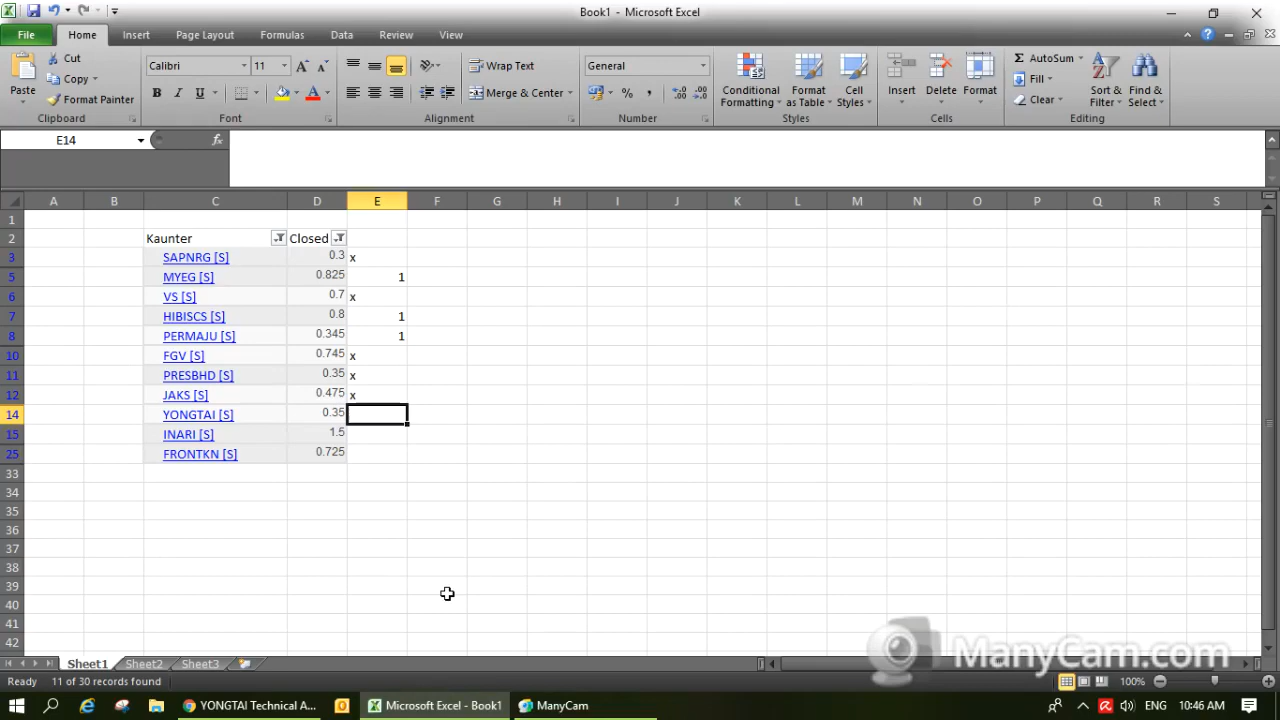 Book1 - Microsoft Excel
File Home Insert Page Layout Formulas Data Review View
Paste
Cut
Copy
Format Painter
Clipboard
Calibri 11 A A
B I U A
Font
Wrap Text
Merge & Center
Alignment
General
% ,
Number
Conditional Formatting
Format as Table
Cell Styles
Styles
Insert Delete Format
Cells
Σ AutoSum
Fill
Clear
Sort & Filter
Find & Select
Editing
E14 fx
A B C D E F G H I J K L M N O P Q R S
1
2 Kaunter Closed
3 SAPNRG [S] 0.3 x
5 MYEG [S] 0.825 1
6 VS [S] 0.7 x
7 HIBISCS [S] 0.8 1
8 PERMAJU [S] 0.345 1
10 FGV [S] 0.745 x
11 PRESBHD [S] 0.35 x
12 JAKS [S] 0.475 x
14 YONGTAI [S] 0.35
15 INARI [S] 1.5
25 FRONTKN [S] 0.725
33
34
35
36
37
38
39
40
41
42
ManyCam.com
Sheet1 Sheet2 Sheet3
Ready 11 of 30 records found 100%
YONGTAI Technical A... Microsoft Excel - Book1 ManyCam ENG 10:46 AM